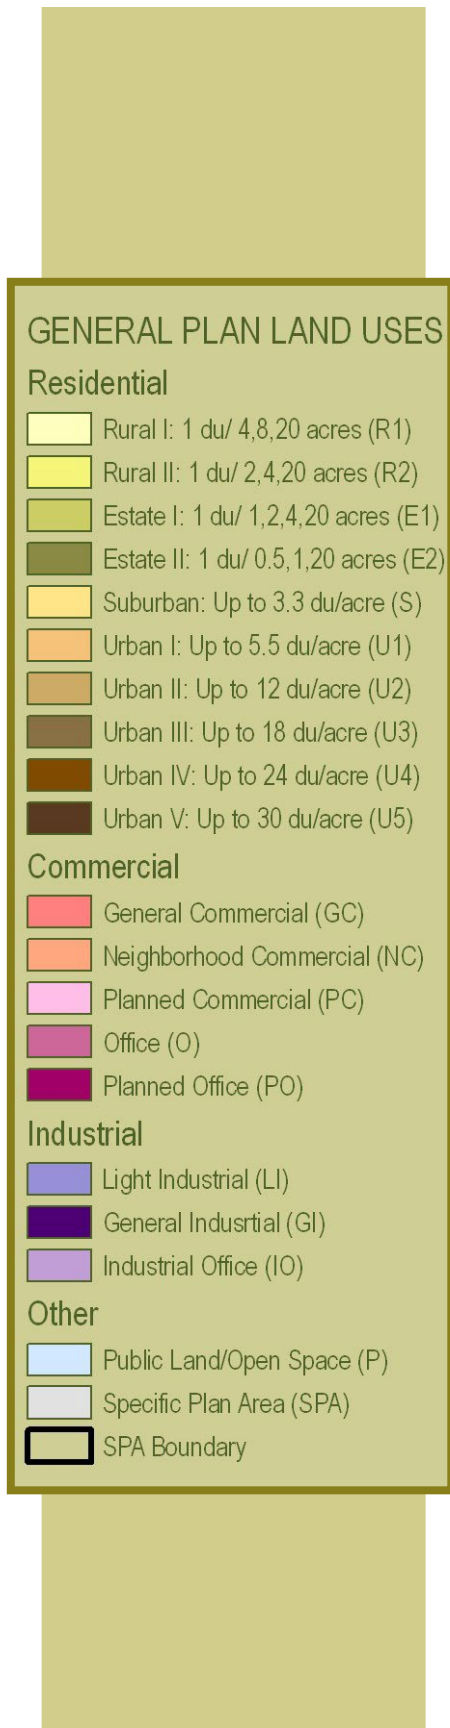 GENERAL PLAN LAND USES
Residential
Rural I: 1 du/ 4,8,20 acres (R1)
Rural II: 1 du/ 2,4,20 acres (R2)
Estate I: 1 du/ 1,2,4,20 acres (E1)
Estate II: 1 du/ 0.5,1,20 acres (E2)
Suburban: Up to 3.3 du/acre (S)
Urban I: Up to 5.5 du/acre (U1)
Urban II: Up to 12 du/acre (U2)
Urban III: Up to 18 du/acre (U3)
Urban IV: Up to 24 du/acre (U4)
Urban V: Up to 30 du/acre (U5)
Commercial
General Commercial (GC)
Neighborhood Commercial (NC)
Planned Commercial (PC)
Office (O)
Planned Office (PO)
Industrial
Light Industrial (LI)
General Indusrtial (GI)
Industrial Office (IO)
Other
Public Land/Open Space (P)
Specific Plan Area (SPA)
SPA Boundary